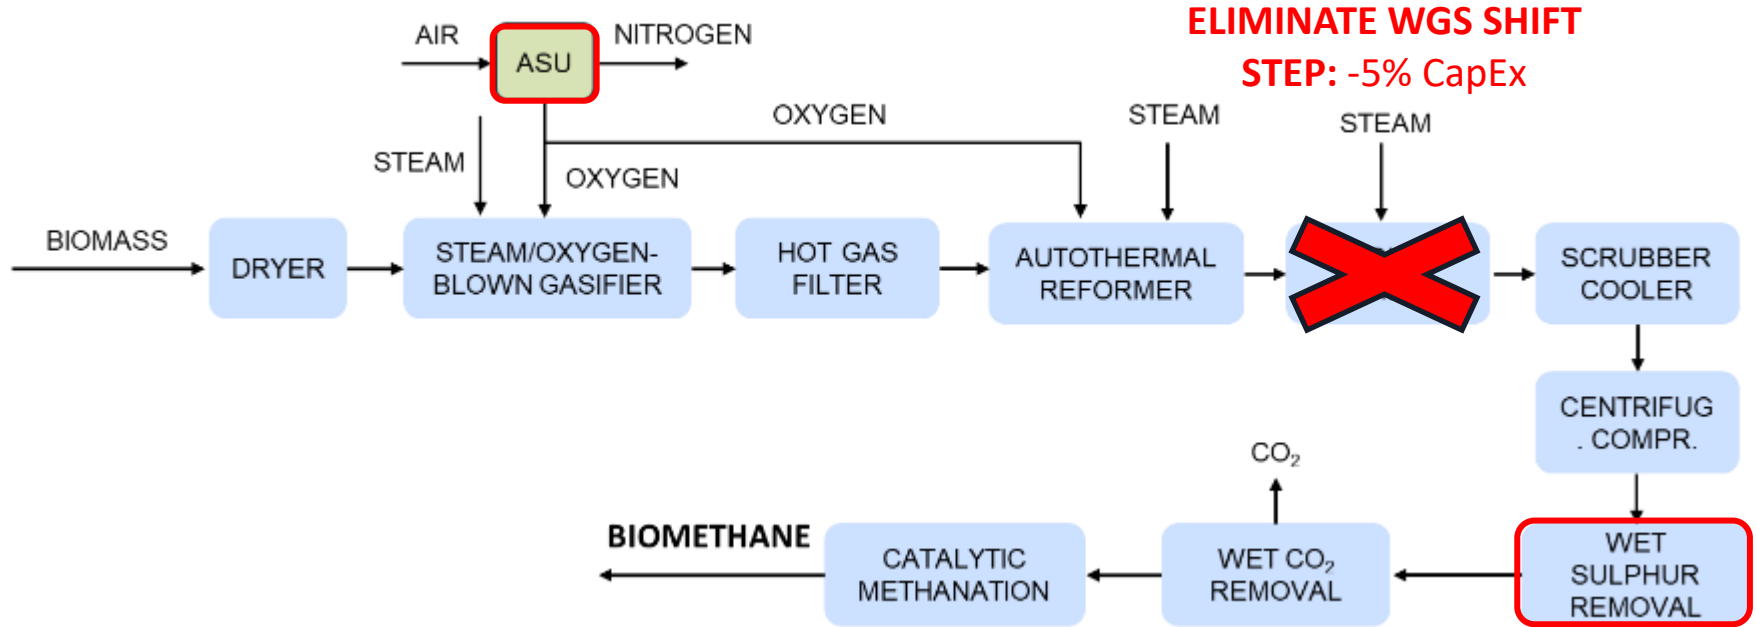 ELIMINATE WGS SHIFT
STEP: -5% CapEx
AIR
ASU
NITROGEN
OXYGEN
STEAM
STEAM
STEAM
OXYGEN
BIOMASS
DRYER
STEAM/OXYGEN-
BLOWN GASIFIER
HOT GAS
FILTER
AUTOTHERMAL
REFORMER
SCRUBBER
COOLER
CENTRIFUG
. COMPR.
CO₂
BIOMETHANE
CATALYTIC
METHANATION
WET CO₂
REMOVAL
WET
SULPHUR
REMOVAL